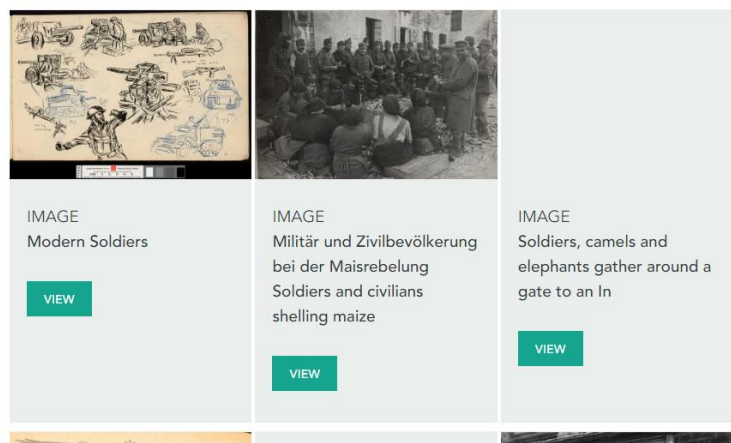 IMAGE
Modern Soldiers
VIEW
IMAGE
Militär und Zivilbevölkerung
bei der Maisrebelung
Soldiers and civilians
shelling maize
VIEW
IMAGE
Soldiers, camels and
elephants gather around a
gate to an In
VIEW